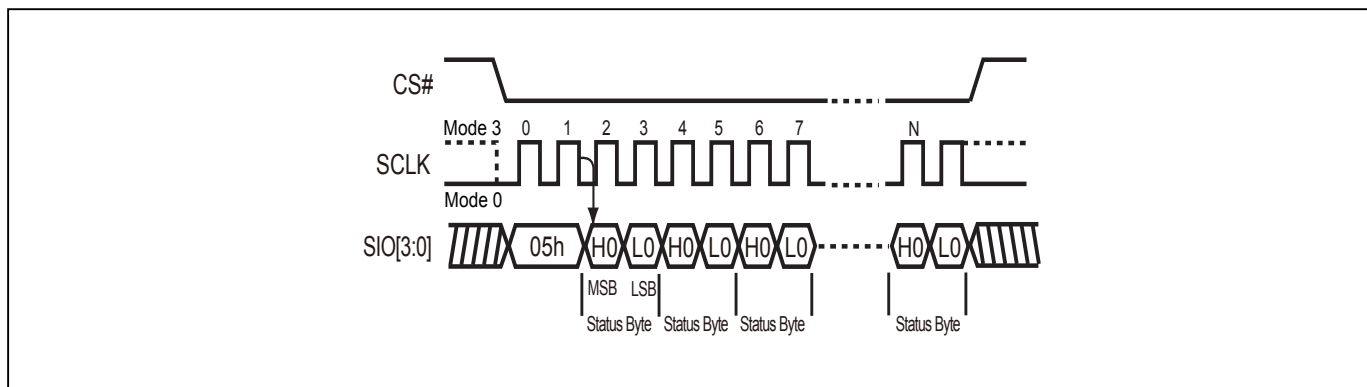 CS#
Mode 3 0 1 2 3 4 5 6 7 N
SCLK
Mode 0
SIO[3:0] 05h H0 L0 H0 L0 H0 L0 H0 L0
MSB LSB
Status Byte Status Byte Status Byte Status Byte